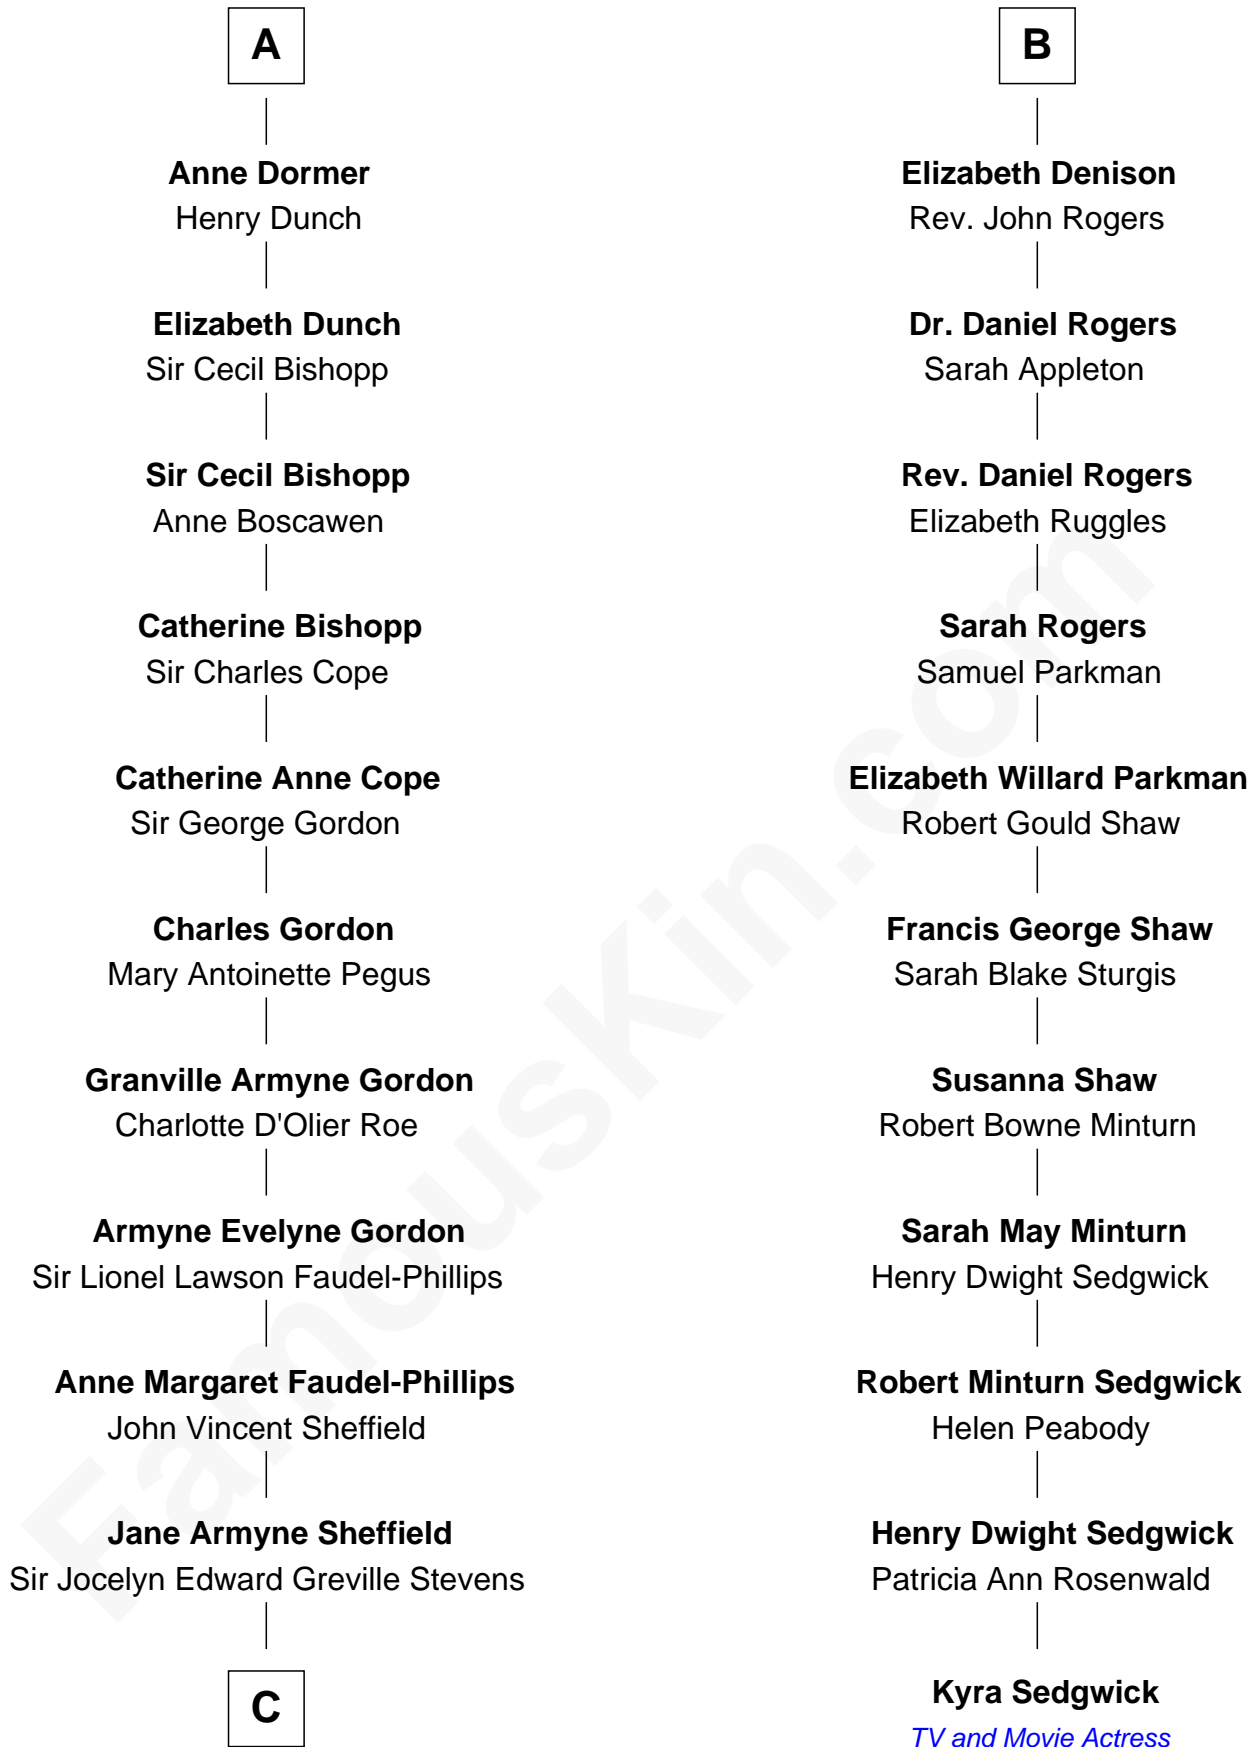 A
Anne Dormer
Henry Dunch
Elizabeth Dunch
Sir Cecil Bishopp
Sir Cecil Bishopp
Anne Boscawen
Catherine Bishopp
Sir Charles Cope
Catherine Anne Cope
Sir George Gordon
Charles Gordon
Mary Antoinette Pegus
Granville Armyne Gordon
Charlotte D'Olier Roe
Armyne Evelyne Gordon
Sir Lionel Lawson Faudel-Phillips
Anne Margaret Faudel-Phillips
John Vincent Sheffield
Jane Armyne Sheffield
Sir Jocelyn Edward Greville Stevens
C
B
Elizabeth Denison
Rev. John Rogers
Dr. Daniel Rogers
Sarah Appleton
Rev. Daniel Rogers
Elizabeth Ruggles
Sarah Rogers
Samuel Parkman
Elizabeth Willard Parkman
Robert Gould Shaw
Francis George Shaw
Sarah Blake Sturgis
Susanna Shaw
Robert Bowne Minturn
Sarah May Minturn
Henry Dwight Sedgwick
Robert Minturn Sedgwick
Helen Peabody
Henry Dwight Sedgwick
Patricia Ann Rosenwald
Kyra Sedgwick
TV and Movie Actress
FamousKin.com